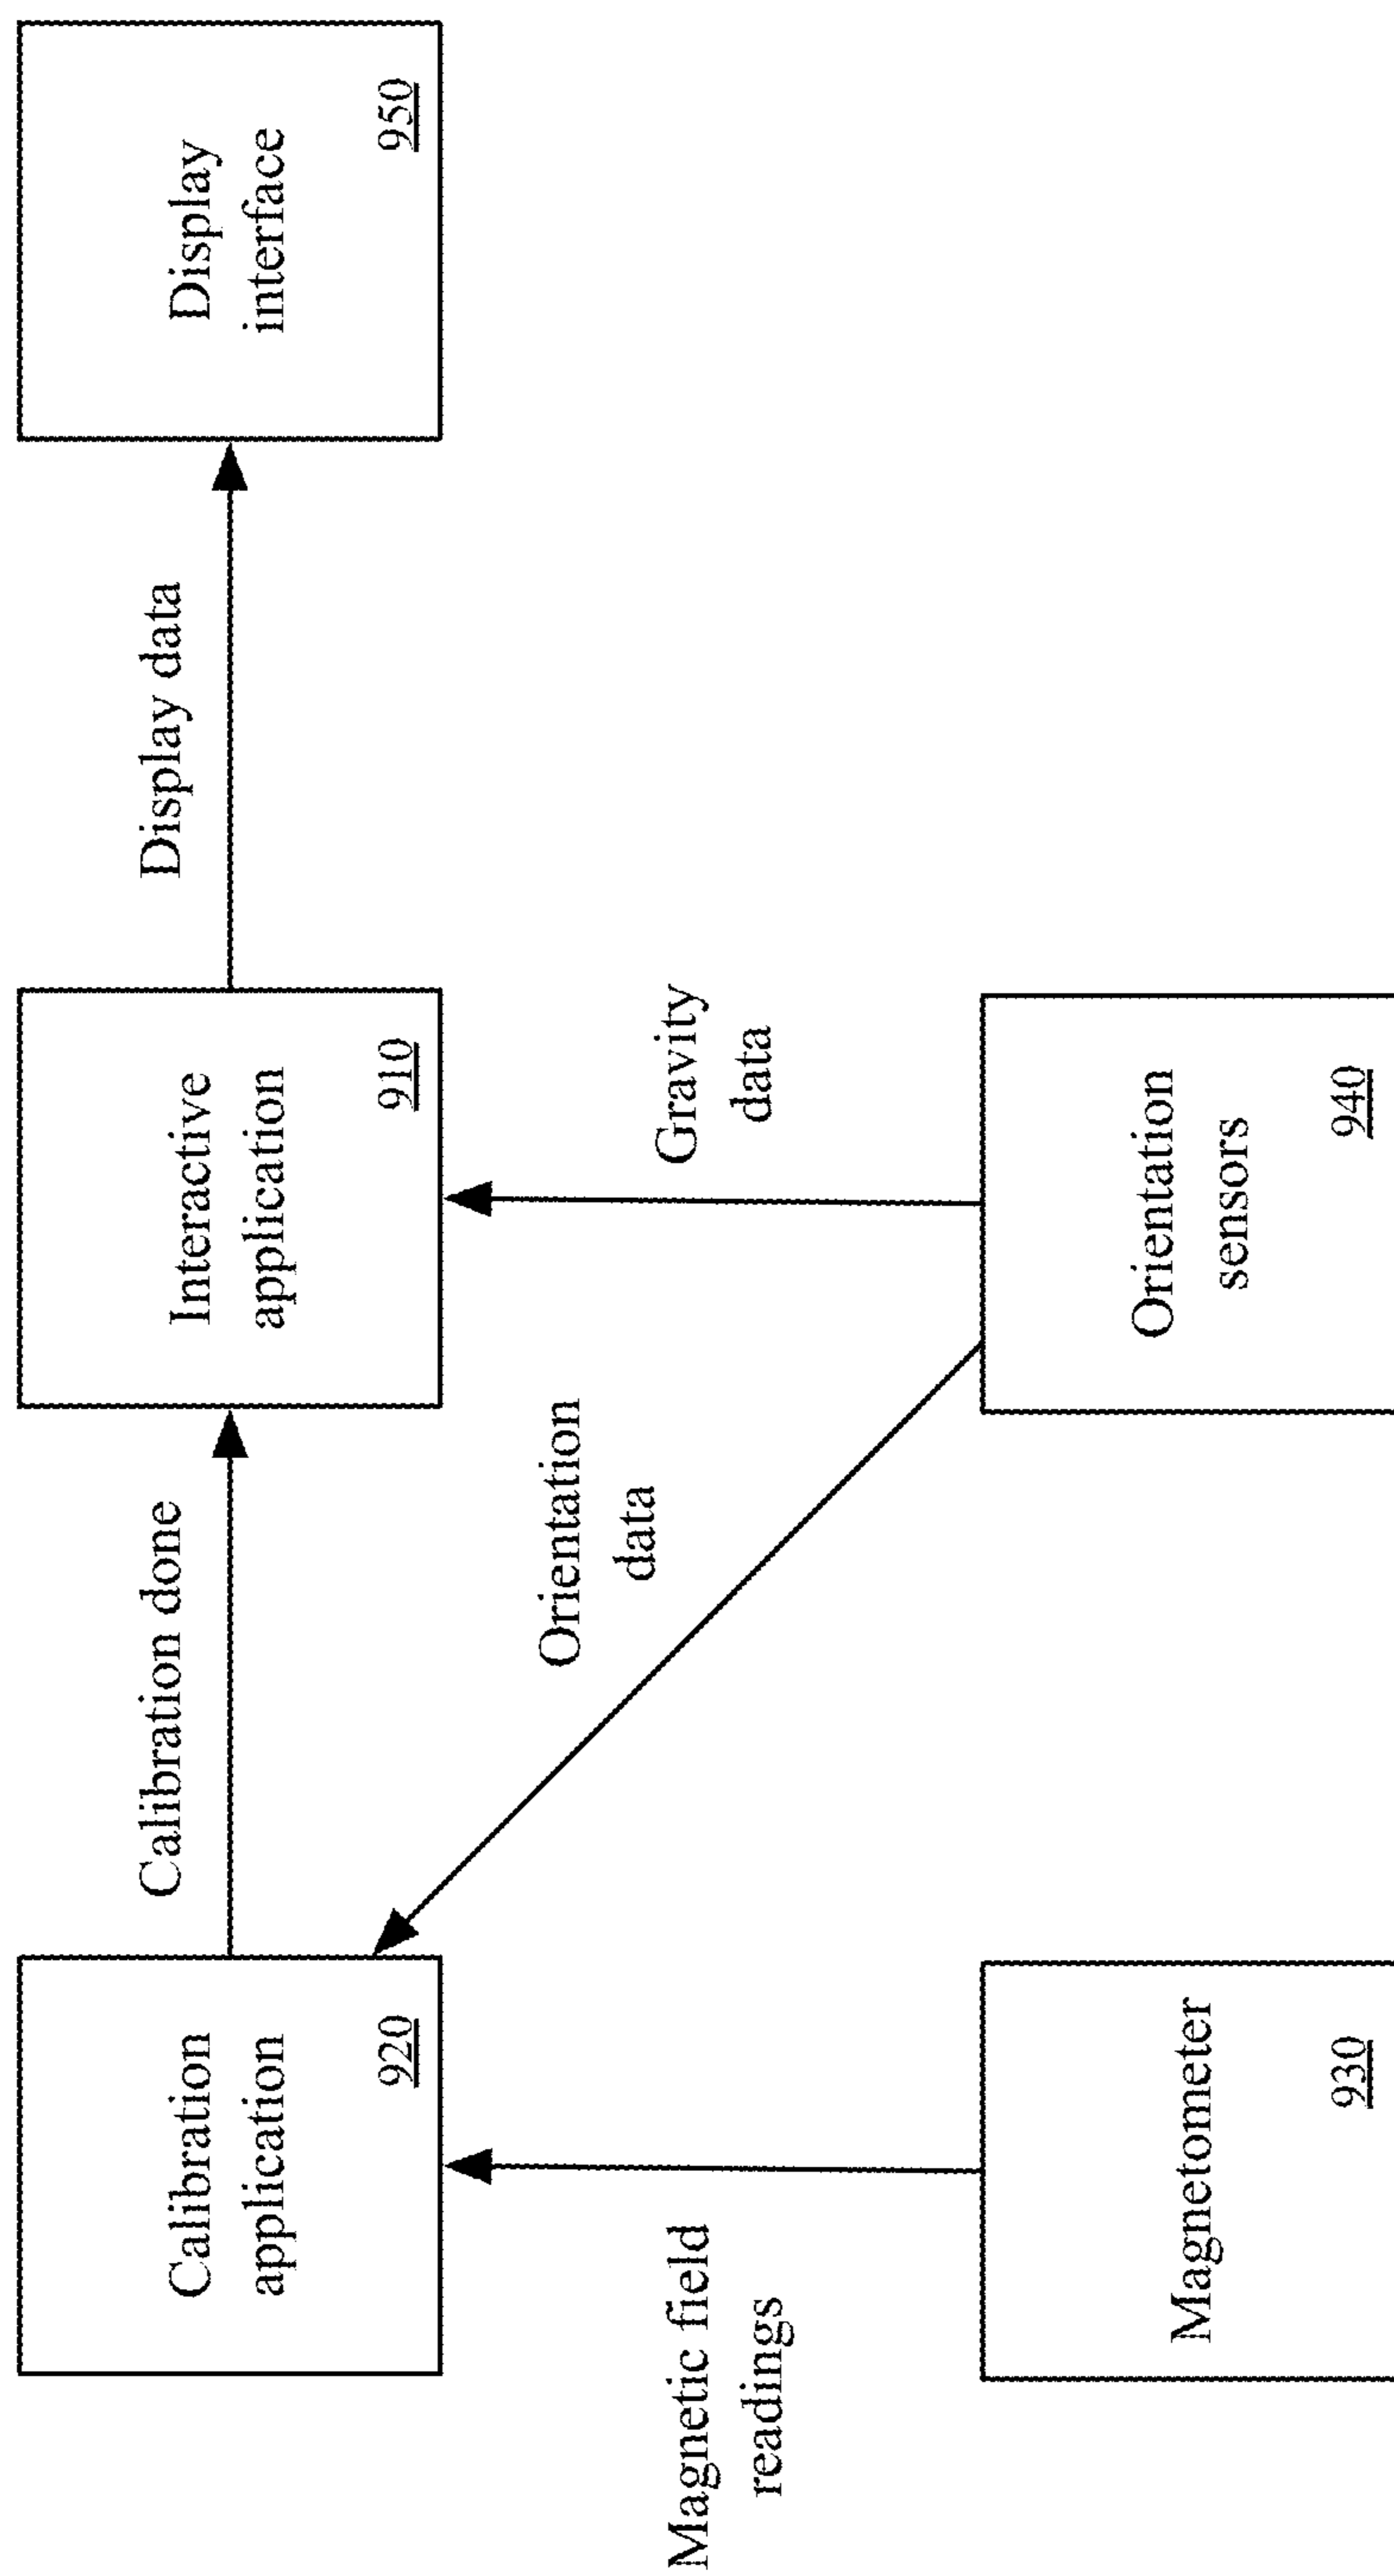 Calibration done
Display data
Calibration
application
920
Interactive
application
910
Display
interface
950
Magnetic field
readings
Orientation
data
Gravity
data
Magnetometer
930
Orientation
sensors
940